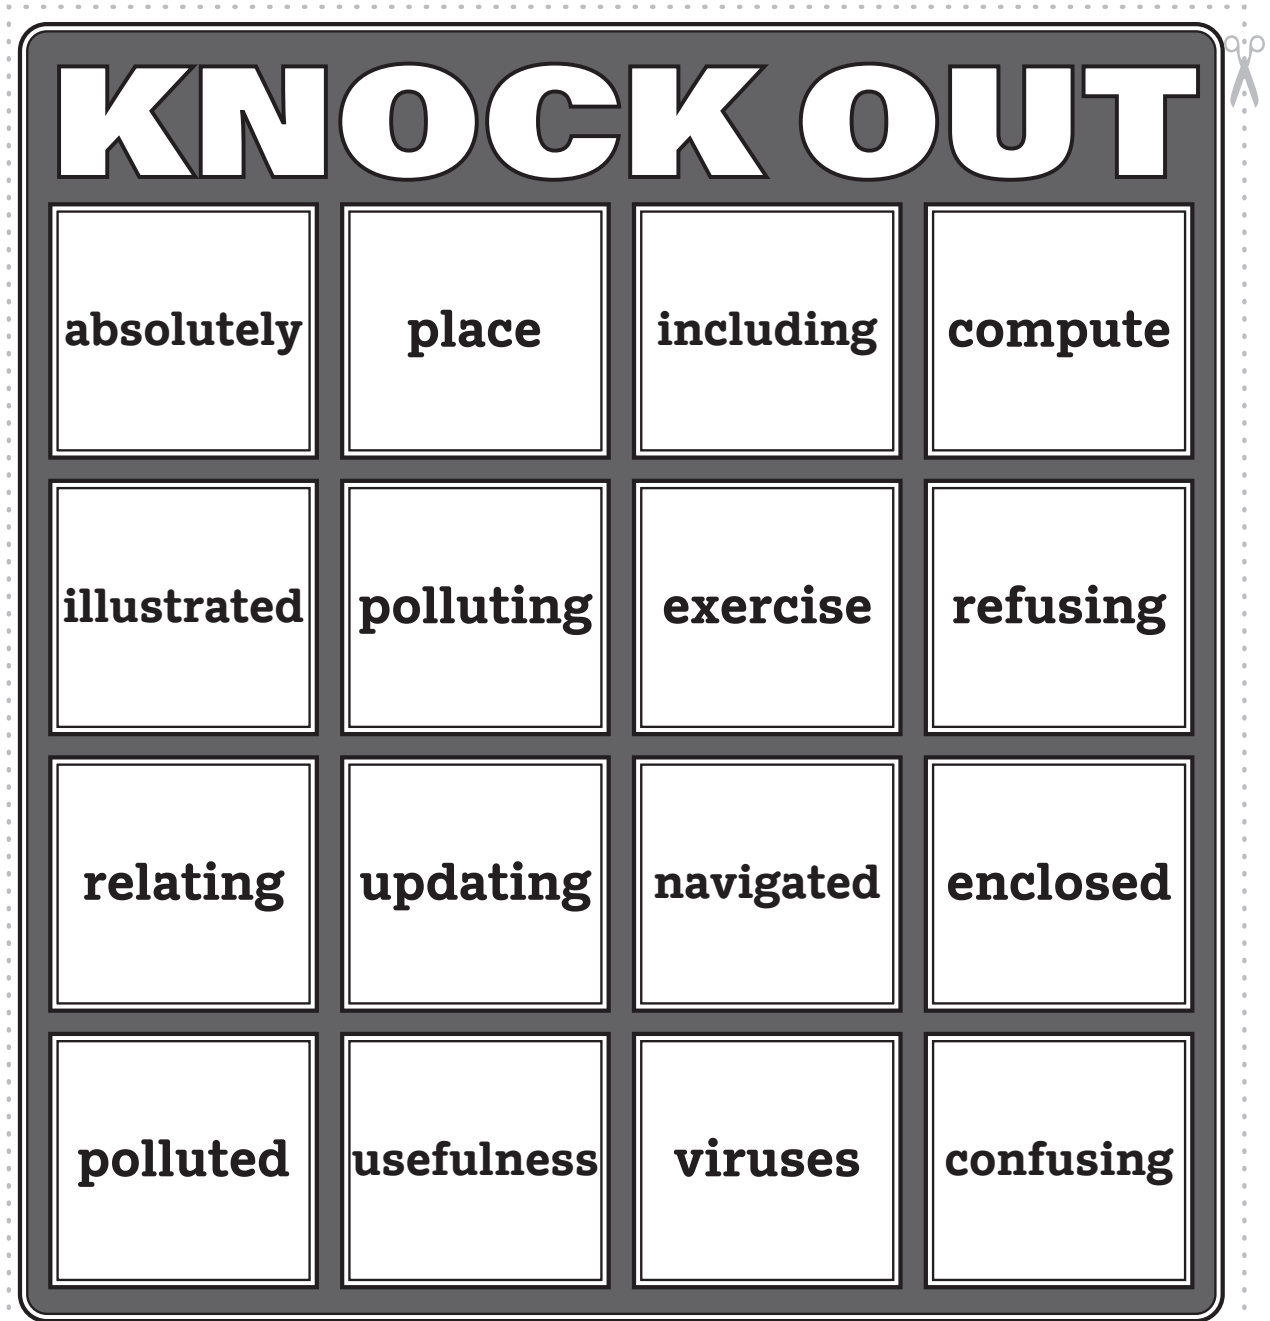 KNOCK OUT
absolutely place including compute
illustrated polluting exercise refusing
relating updating navigated enclosed
polluted usefulness viruses confusing